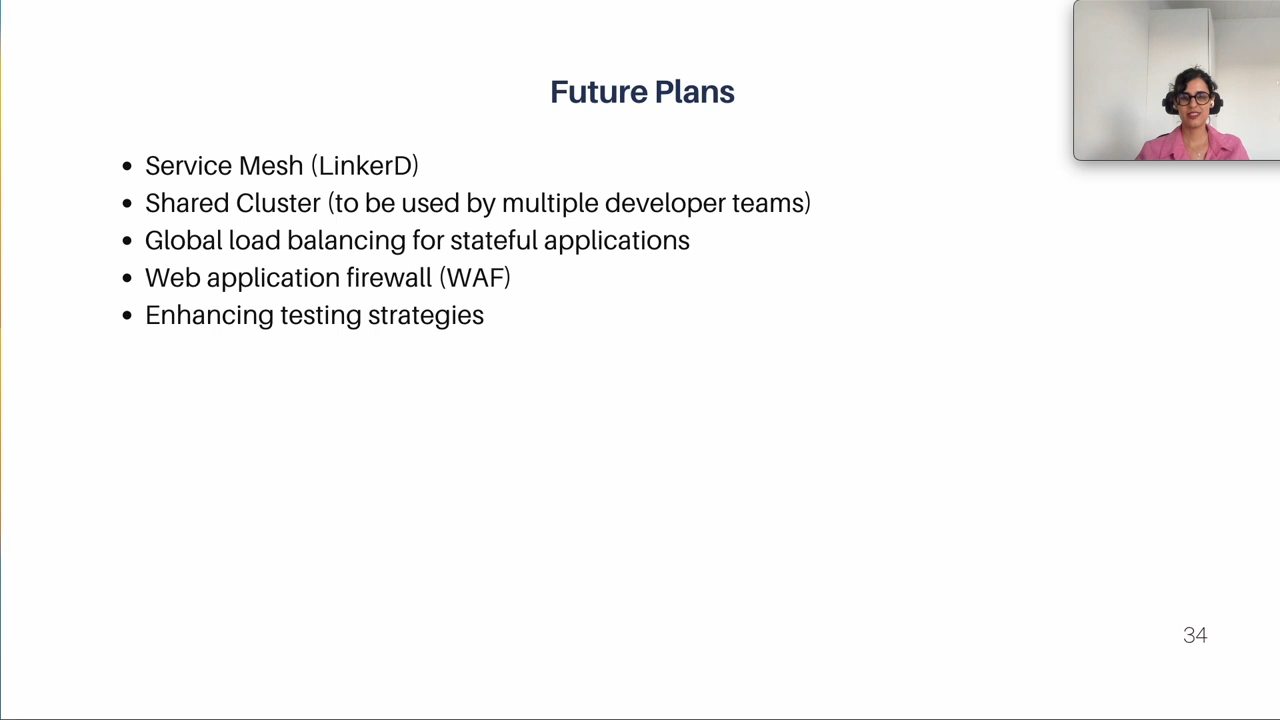 Future Plans
• Service Mesh (LinkerD)
• Shared Cluster (to be used by multiple developer teams)
• Global load balancing for stateful applications
• Web application firewall (WAF)
• Enhancing testing strategies
34